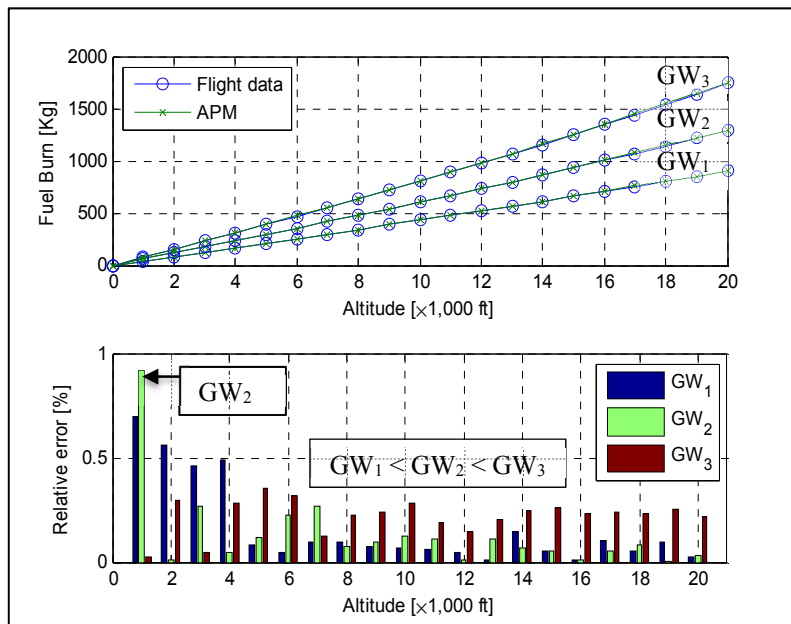 2000
1500
1000
500
0
Fuel Burn [Kg]
Flight data
APM
GW3
GW2
GW1
0 2 4 6 8 10 12 14 16 18 20
Altitude [×1,000 ft]
1
0.5
0
Relative error [%]
GW2
GW1 < GW2 < GW3
GW1
GW2
GW3
0 2 4 6 8 10 12 14 16 18 20
Altitude [×1,000 ft]